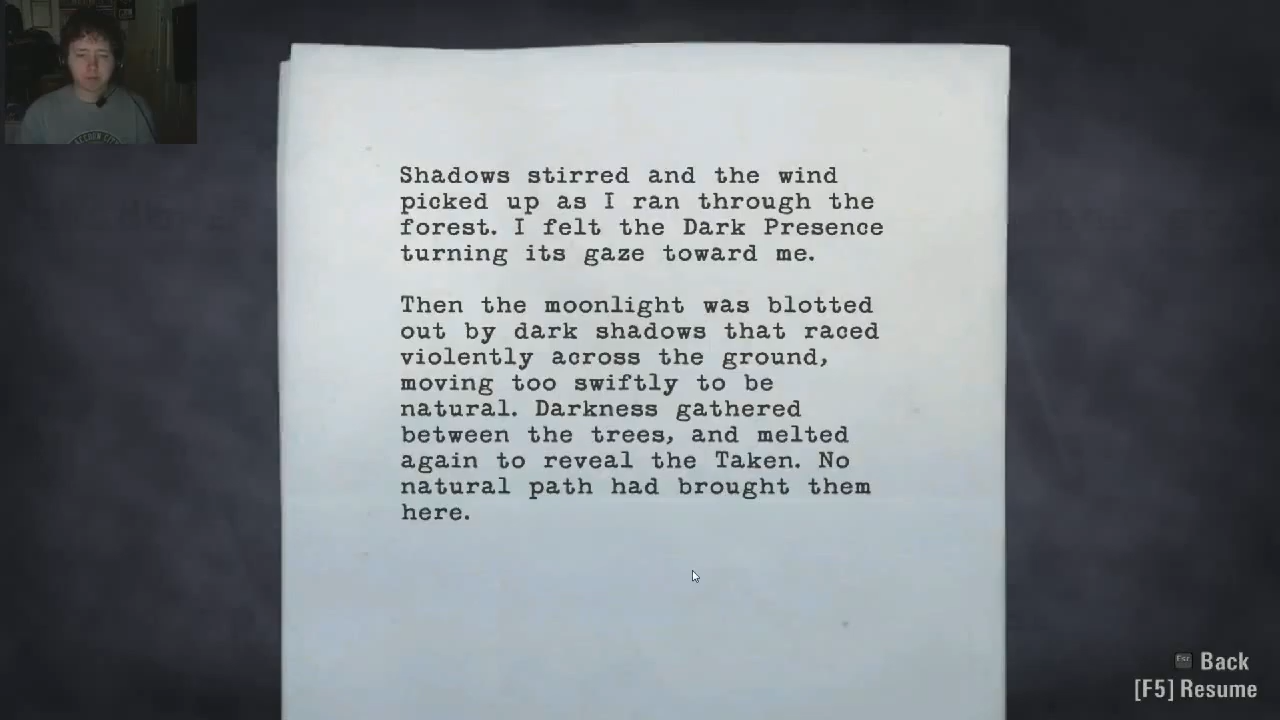 Shadows stirred and the wind
picked up as I ran through the
forest. I felt the Dark Presence
turning its gaze toward me.
Then the moonlight was blotted
out by dark shadows that raced
violently across the ground,
moving too swiftly to be
natural. Darkness gathered
between the trees, and melted
again to reveal the Taken. No
natural path had brought them
here.
Esc Back
[F5] Resume